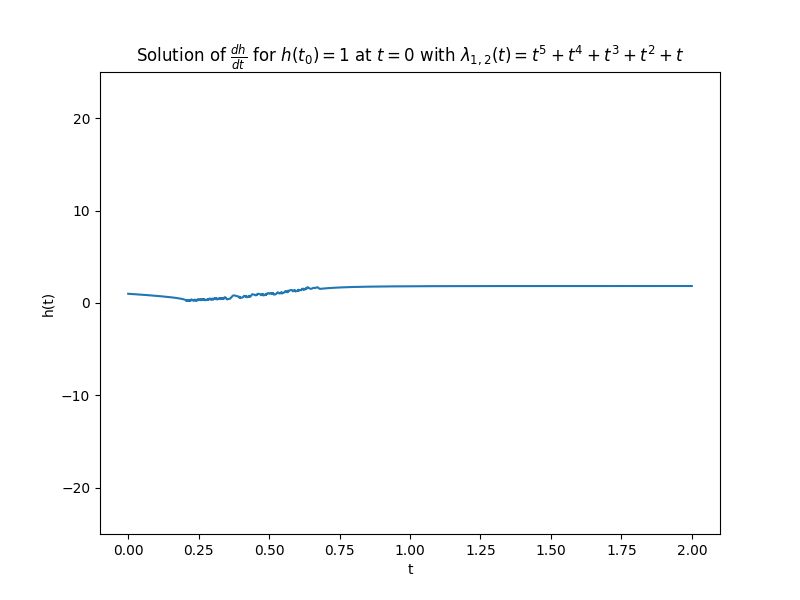 Solution of $\frac{dh}{dt}$ for $h(t_0) = 1$ at $t = 0$ with $\lambda_{1,2}(t) = t^5 + t^4 + t^3 + t^2 + t$
20
10
0
−10
−20
h(t)
0.00 0.25 0.50 0.75 1.00 1.25 1.50 1.75 2.00
t